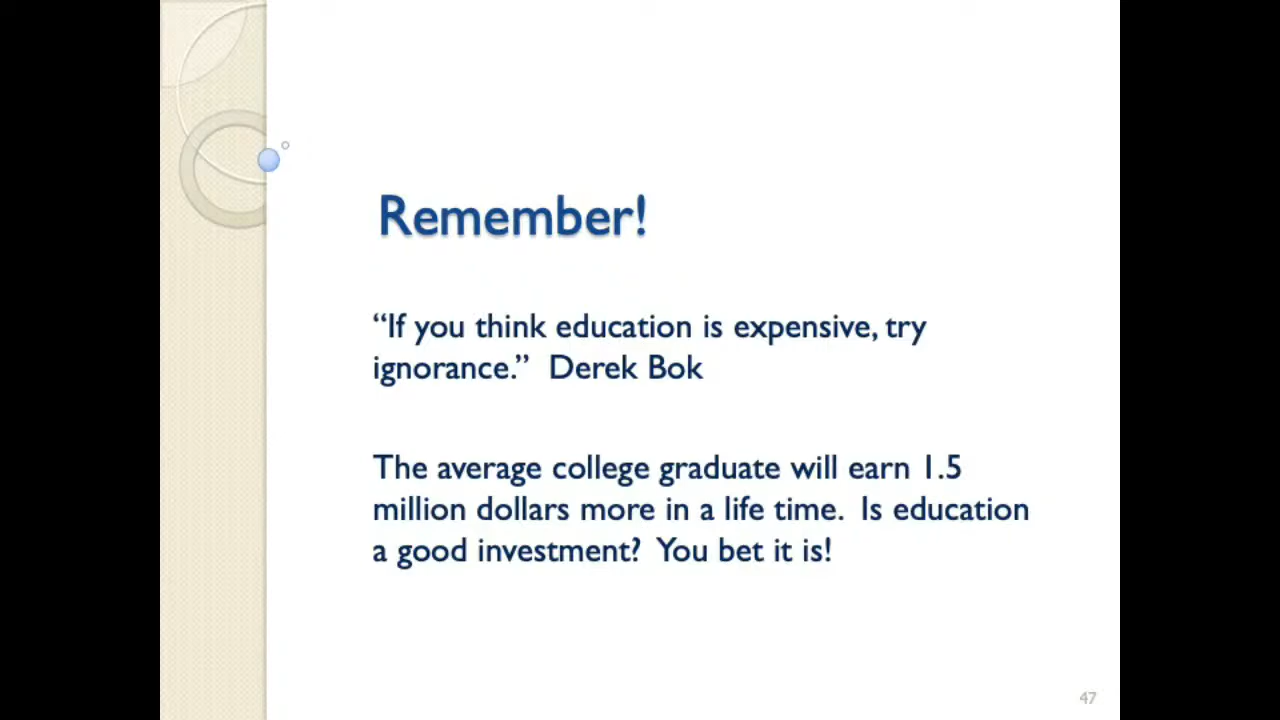 Remember!
“If you think education is expensive, try
ignorance.”  Derek Bok
The average college graduate will earn 1.5
million dollars more in a life time.  Is education
a good investment?  You bet it is!
47